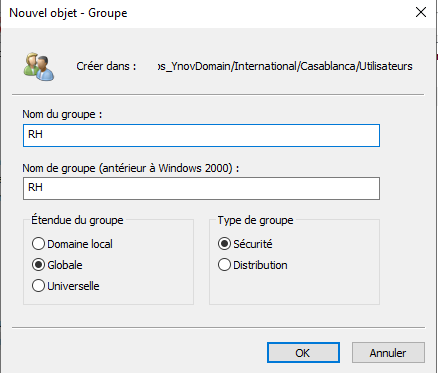 Nouvel objet - Groupe
Créer dans : os_YnovDomain/International/Casablanca/Utilisateurs
Nom du groupe :
RH
Nom de groupe (antérieur à Windows 2000) :
RH
Étendue du groupe
Type de groupe
Domaine local
Sécurité
Globale
Distribution
Universelle
OK
Annuler